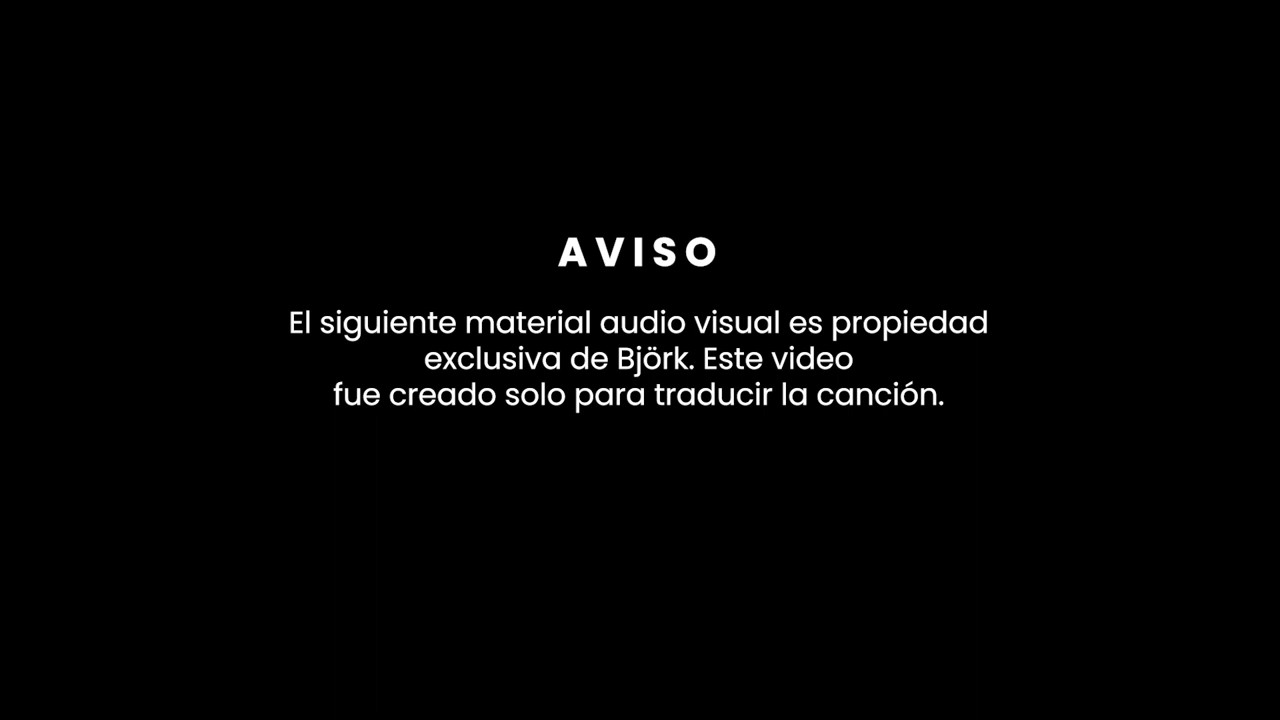 AVISO
El siguiente material audio visual es propiedad
exclusiva de Björk. Este video
fue creado solo para traducir la canción.